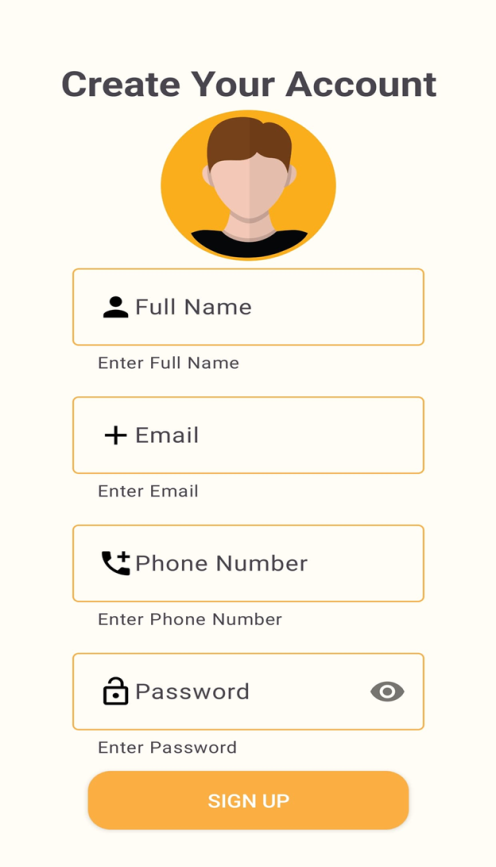 Create Your Account
Full Name
Enter Full Name
Email
Enter Email
Phone Number
Enter Phone Number
Password
Enter Password
SIGN UP